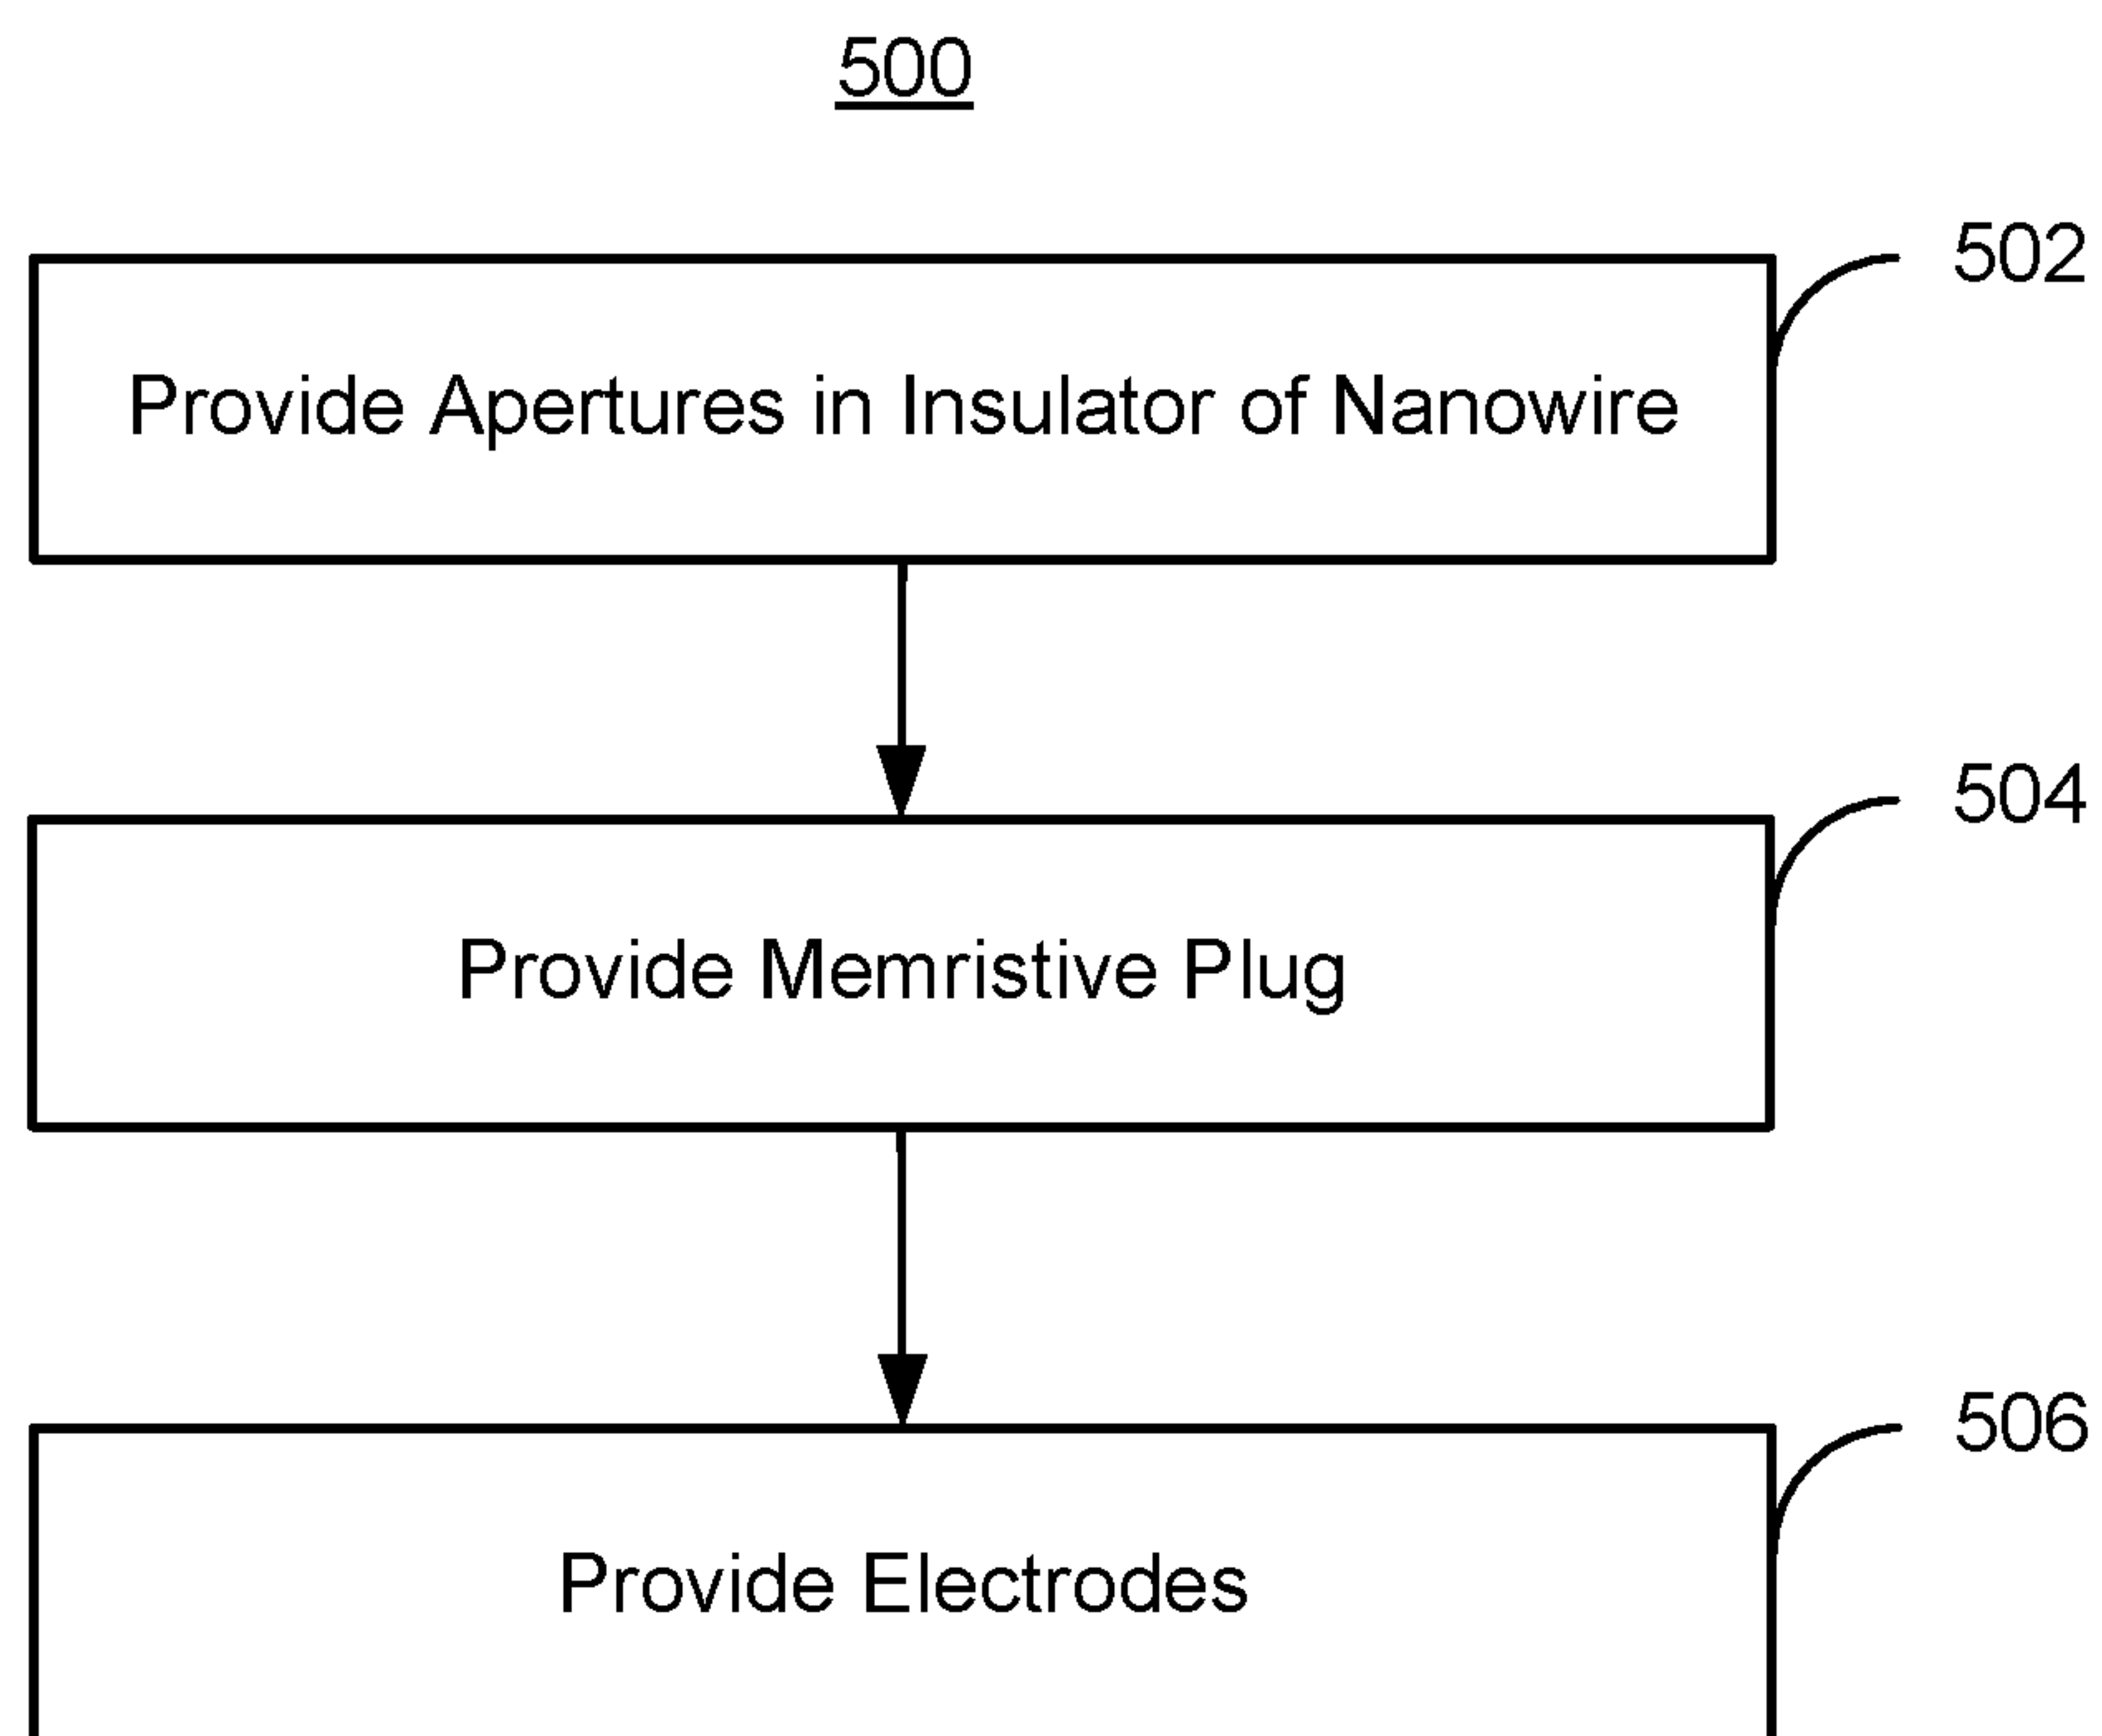 500
502
Provide Apertures in Insulator of Nanowire
504
Provide Memristive Plug
506
Provide Electrodes